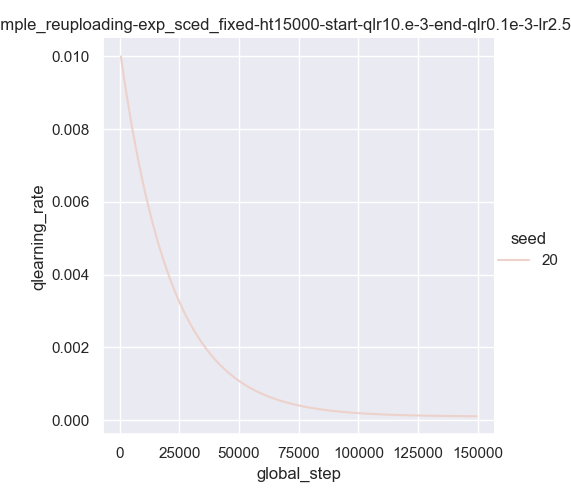 mple_reuploading-exp_sced_fixed-ht15000-start-qlr10.e-3-end-qlr0.1e-3-lr2.5
0.010
0.008
0.006
0.004
0.002
0.000
qlearning_rate
0 25000 50000 75000 100000 125000 150000
global_step
seed
20